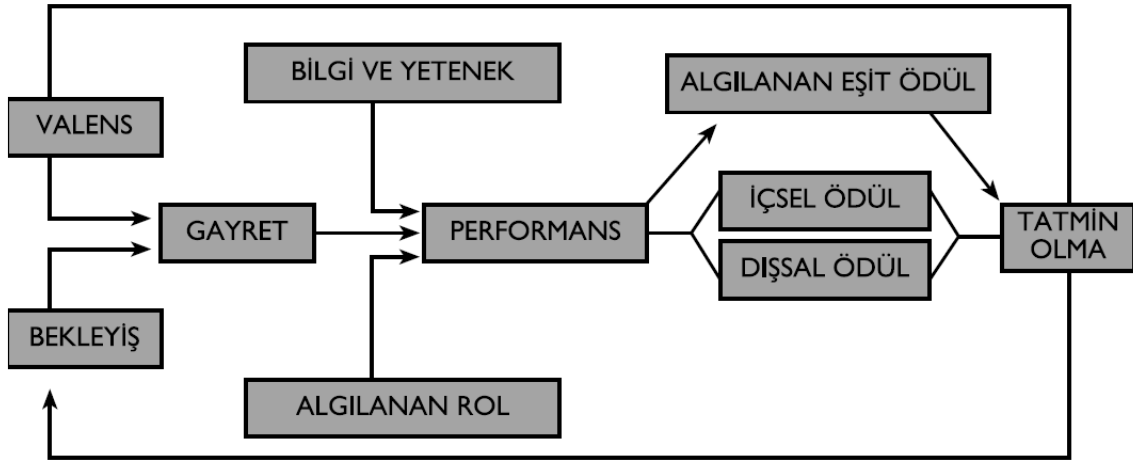 BİLGİ VE YETENEK
ALGILANAN EŞİT ÖDÜL
VALENS
İÇSEL ÖDÜL
GAYRET
PERFORMANS
TATMİN
OLMA
DIŞSAL ÖDÜL
BEKLEYİŞ
ALGILANAN ROL